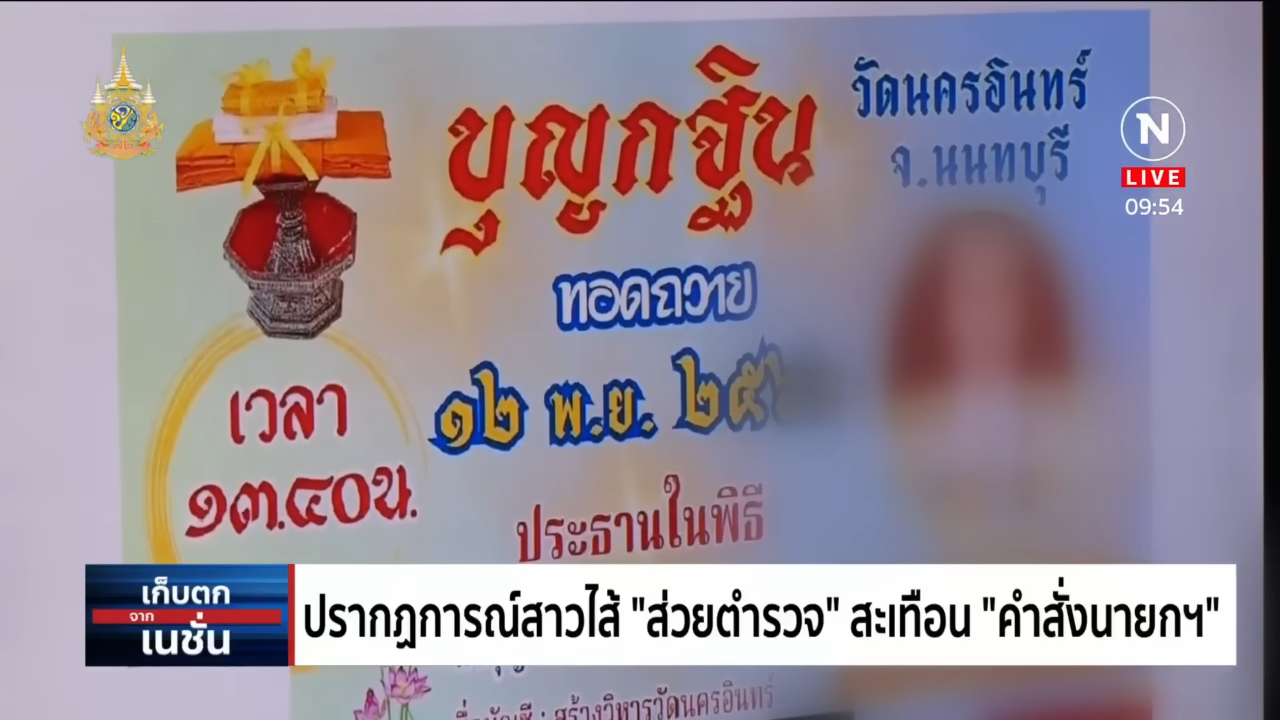 บุญกฐิน
วัดนครอินทร์
จ.นนทบุรี
N
LIVE
09:54
ทอดถวาย
๑๒ พ.ย. ๒๕
เวลา
๑๓.๔๐น.
ประธานในพิธี
เก็บตก
จาก
เนชั่น
ปรากฏการณ์สาวไส้ "ส่วยตำรวจ" สะเทือน "คำสั่งนายกฯ"
: สร้างวิหารวัดนครอินทร์